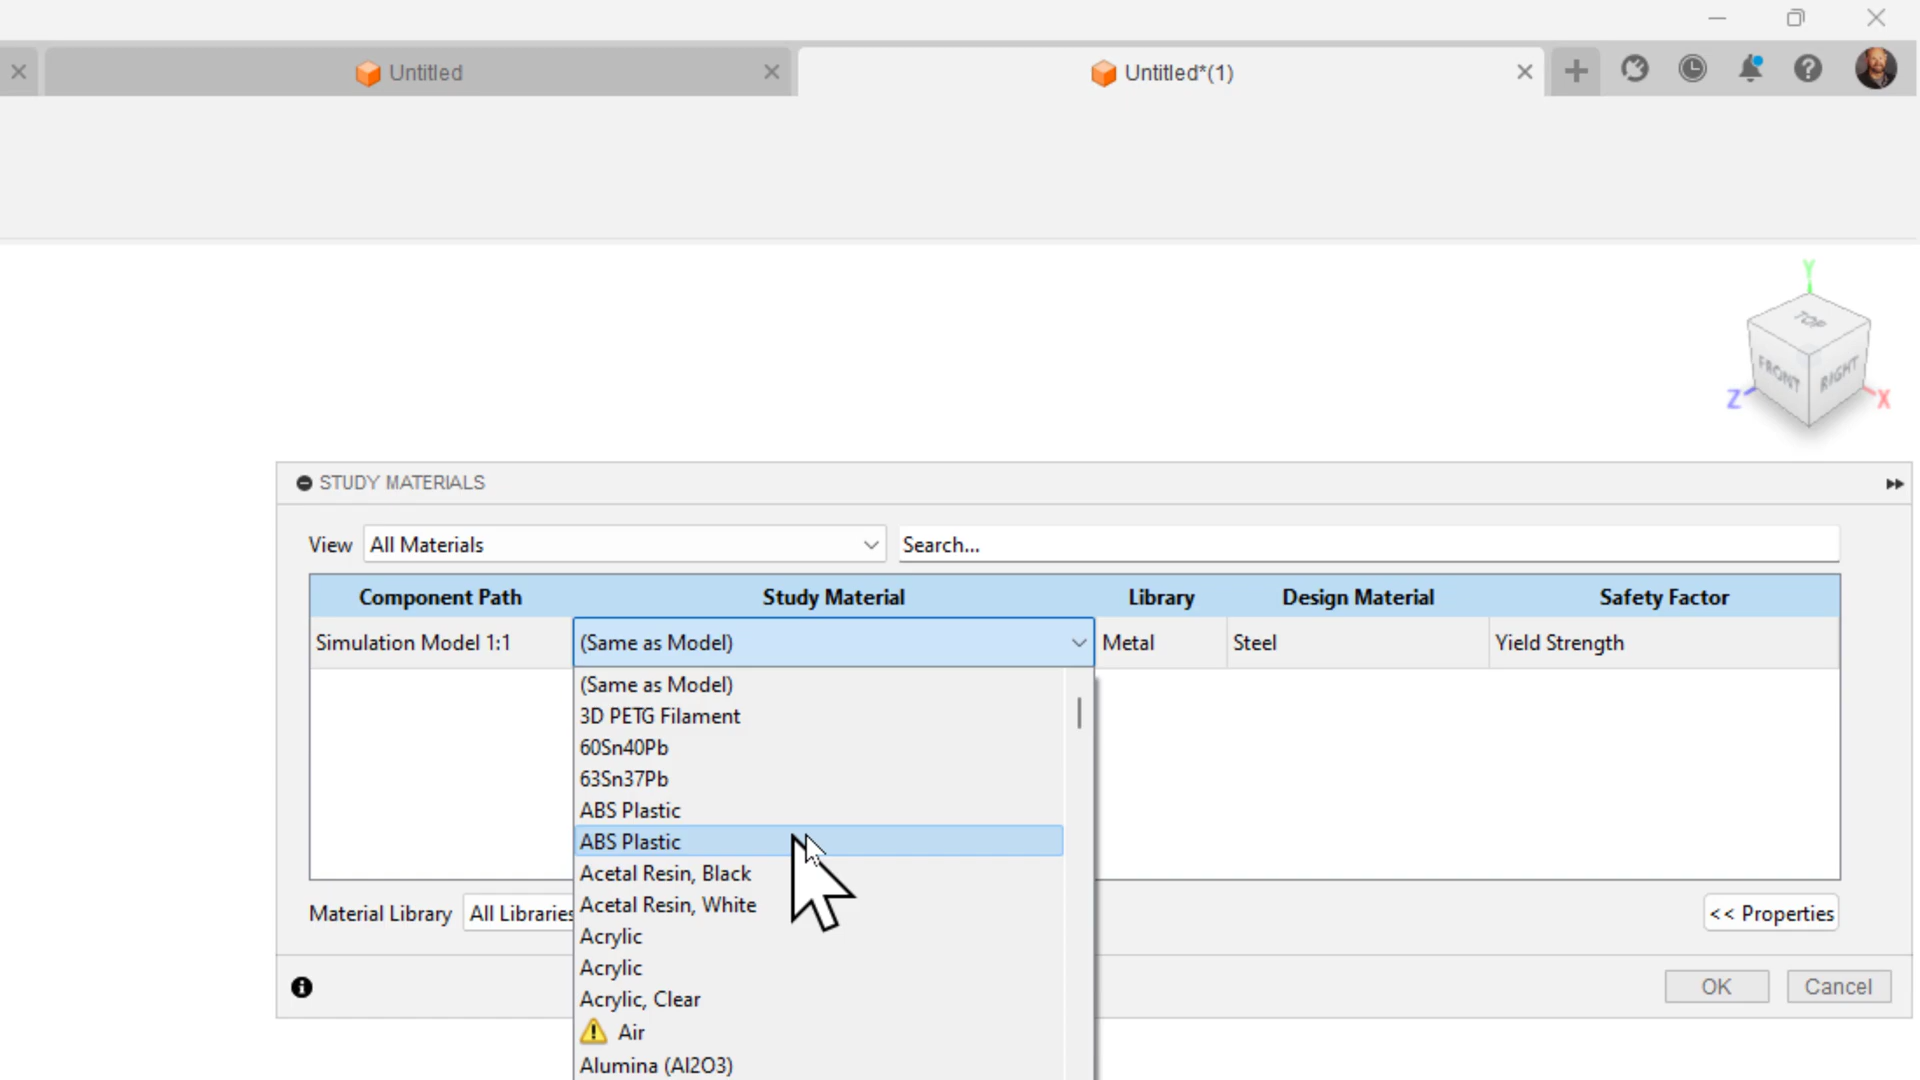 Untitled
Untitled*(1)
Y
TOP
FRONT
RIGHT
Z
X
STUDY MATERIALS
View
All Materials
Search...
Component Path
Study Material
Library
Design Material
Safety Factor
Simulation Model 1:1
(Same as Model)
Metal
Steel
Yield Strength
(Same as Model)
3D PETG Filament
60Sn40Pb
63Sn37Pb
ABS Plastic
ABS Plastic
Acetal Resin, Black
Acetal Resin, White
Acrylic
Acrylic
Acrylic, Clear
Air
Alumina (Al2O3)
Material Library
All Libraries
<< Properties
OK
Cancel